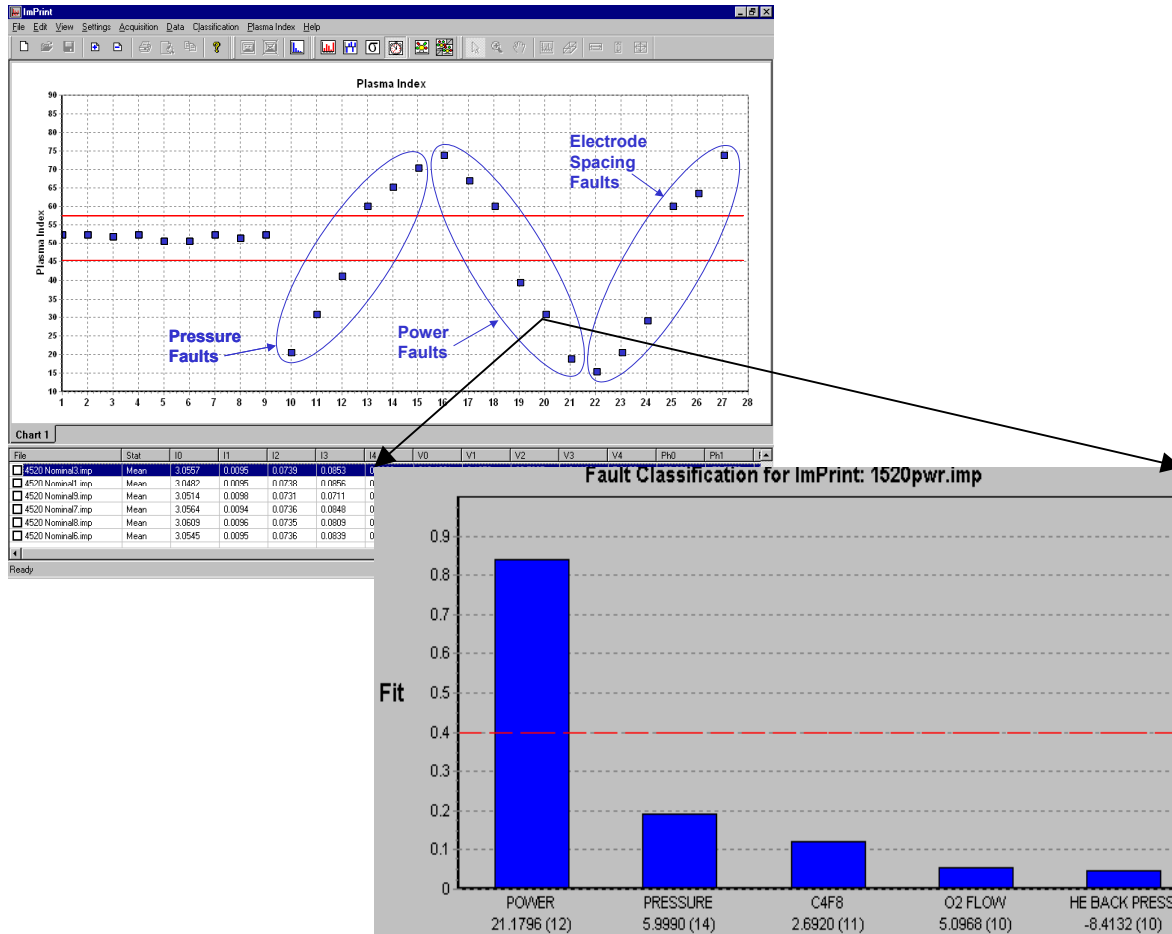 ImPrint
File Edit View Settings Acquisition Data Classification Plasma Index Help
Plasma Index
90
85
80
75
70
65
60
55
50
45
40
35
30
25
20
15
10
Plasma Index
Electrode
Spacing
Faults
Pressure
Faults
Power
Faults
1 2 3 4 5 6 7 8 9 10 11 12 13 14 15 16 17 18 19 20 21 22 23 24 25 26 27 28
Chart 1
File Stat I0 I1 I2 I3 I4 V0 V1 V2 V3 V4 Ph0 Ph1
4520 Nominal3.imp Mean 3.0557 0.0095 0.0739 0.0853
4520 Nominal1.imp Mean 3.0482 0.0095 0.0738 0.0856
4520 Nominal9.imp Mean 3.0514 0.0098 0.0731 0.0711
4520 Nominal7.imp Mean 3.0564 0.0094 0.0736 0.0848
4520 Nominal8.imp Mean 3.0609 0.0096 0.0735 0.0809
4520 Nominal6.imp Mean 3.0545 0.0095 0.0736 0.0839
Ready
Fault Classification for ImPrint: 1520pwr.imp
0.9
0.8
0.7
0.6
0.5
0.4
0.3
0.2
0.1
0
Fit
POWER PRESSURE C4F8 O2 FLOW HE BACK PRESS
21.1796 (12) 5.9990 (14) 2.6920 (11) 5.0968 (10) -8.4132 (10)